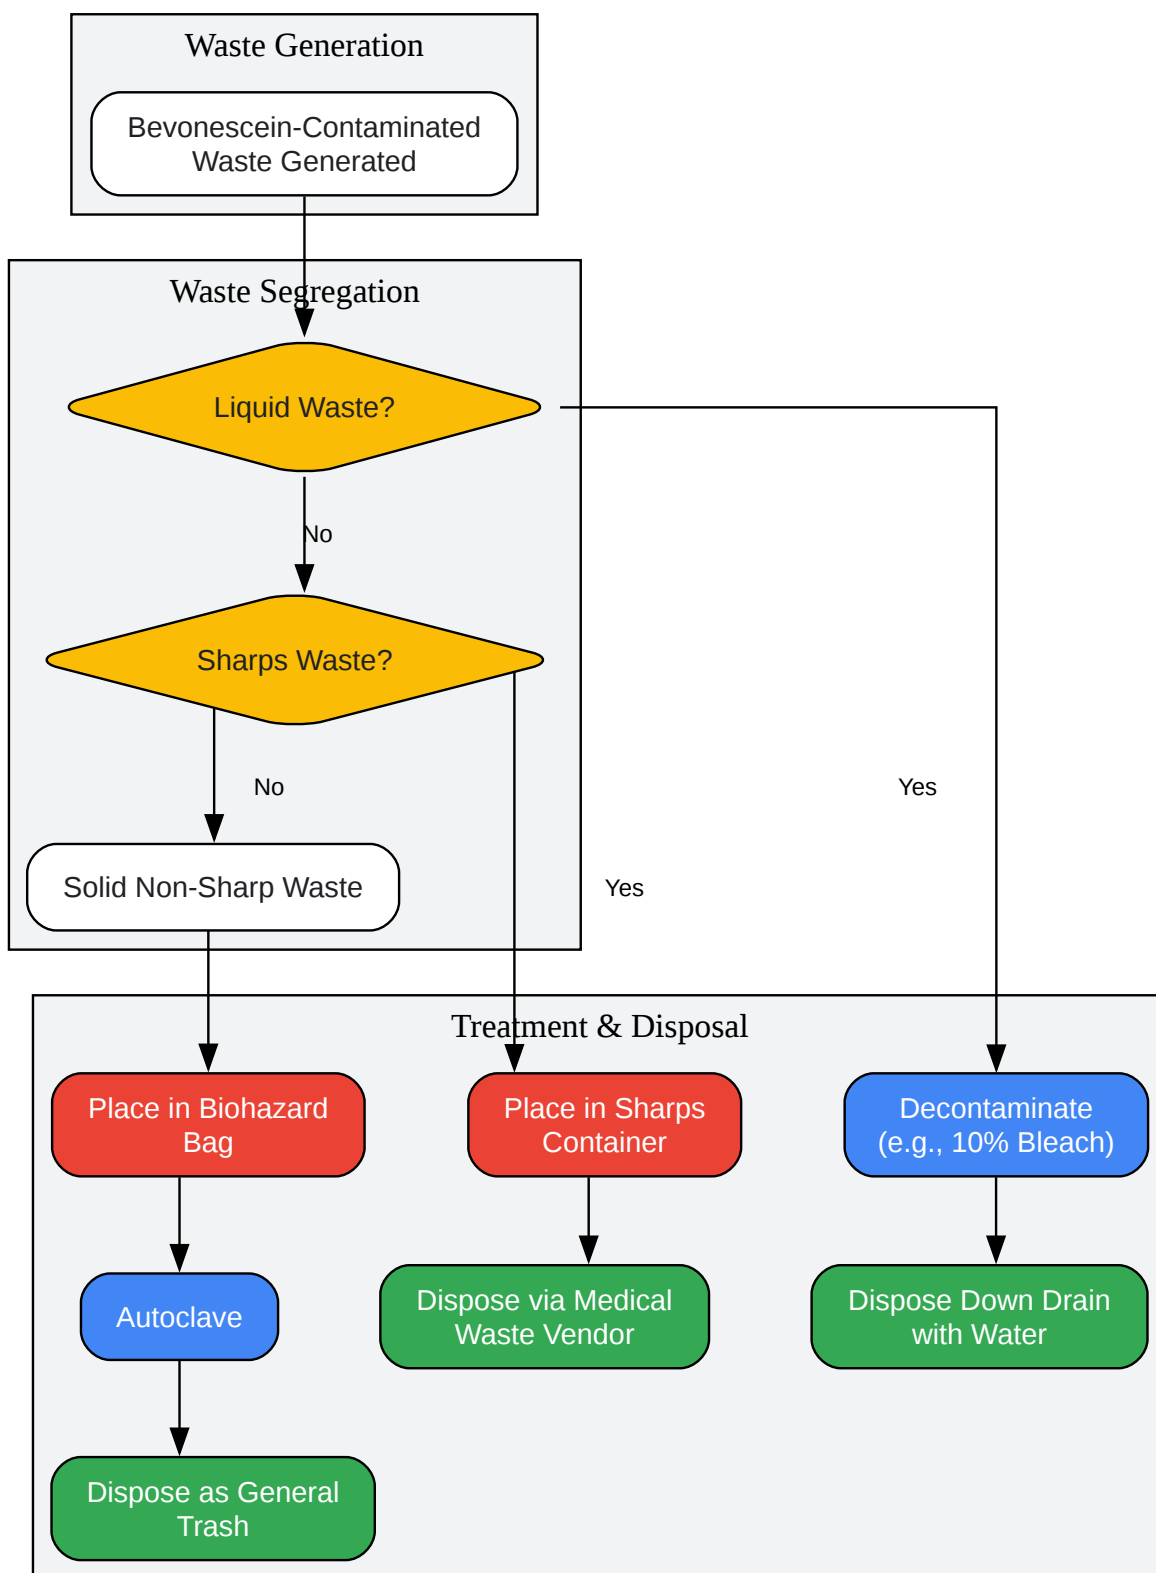 Waste Generation
Bevonescein-Contaminated
Waste Generated
Waste Segregation
Liquid Waste?
No
Sharps Waste?
No
Yes
Solid Non-Sharp Waste
Yes
Treatment & Disposal
Place in Biohazard
Bag
Place in Sharps
Container
Decontaminate
(e.g., 10% Bleach)
Autoclave
Dispose via Medical
Waste Vendor
Dispose Down Drain
with Water
Dispose as General
Trash